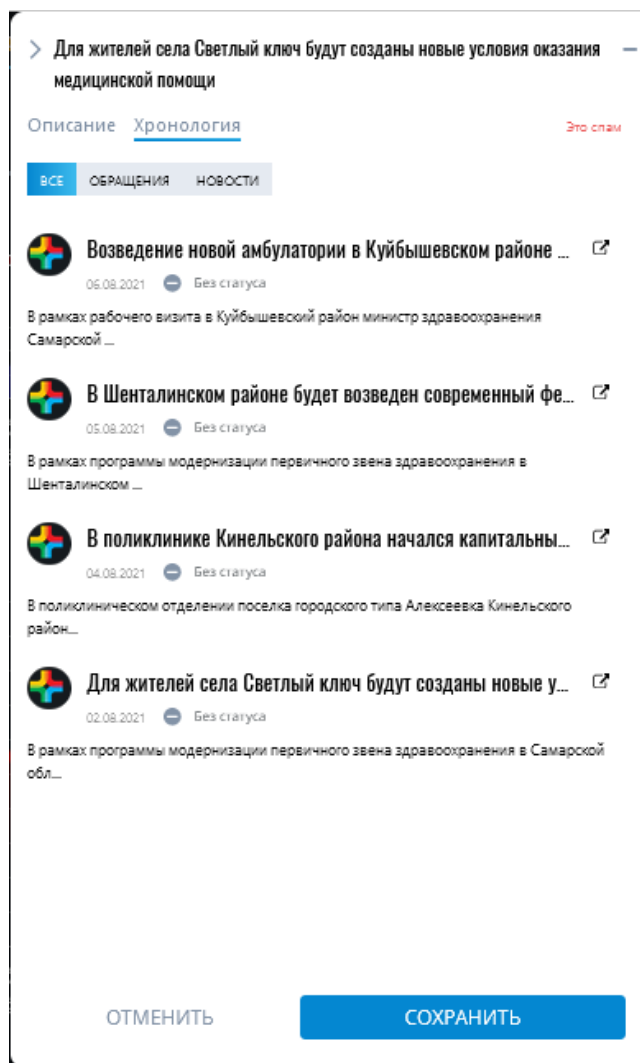 Для жителей села Светлый ключ будут созданы новые условия оказания
медицинской помощи
Описание Хронология Это спам
ВСЕ ОБРАЩЕНИЯ НОВОСТИ
Возведение новой амбулатории в Куйбышевском районе ...
06.08.2021 Без статуса
В рамках рабочего визита в Куйбышевский район министр здравоохранения
Самарской ...
В Шенталинском районе будет возведен современный фе...
05.08.2021 Без статуса
В рамках программы модернизации первичного звена здравоохранения в
Шенталинском ...
В поликлинике Кинельского района начался капитальны...
04.08.2021 Без статуса
В поликлиническом отделении поселка городского типа Алексеевка Кинельского
район...
Для жителей села Светлый ключ будут созданы новые у...
02.08.2021 Без статуса
В рамках программы модернизации первичного звена здравоохранения в Самарской
обл...
ОТМЕНИТЬ СОХРАНИТЬ